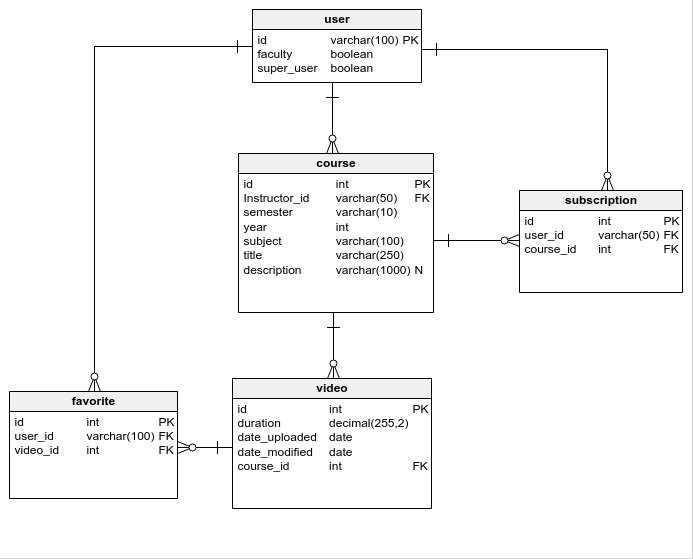 user
id varchar(100) PK
faculty boolean
super_user boolean
course
id int PK
Instructor_id varchar(50) FK
semester varchar(10)
year int
subject varchar(100)
title varchar(250)
description varchar(1000) N
subscription
id int PK
user_id varchar(50) FK
course_id int FK
favorite
id int PK
user_id varchar(100) FK
video_id int FK
video
id int PK
duration decimal(255,2)
date_uploaded date
date_modified date
course_id int FK